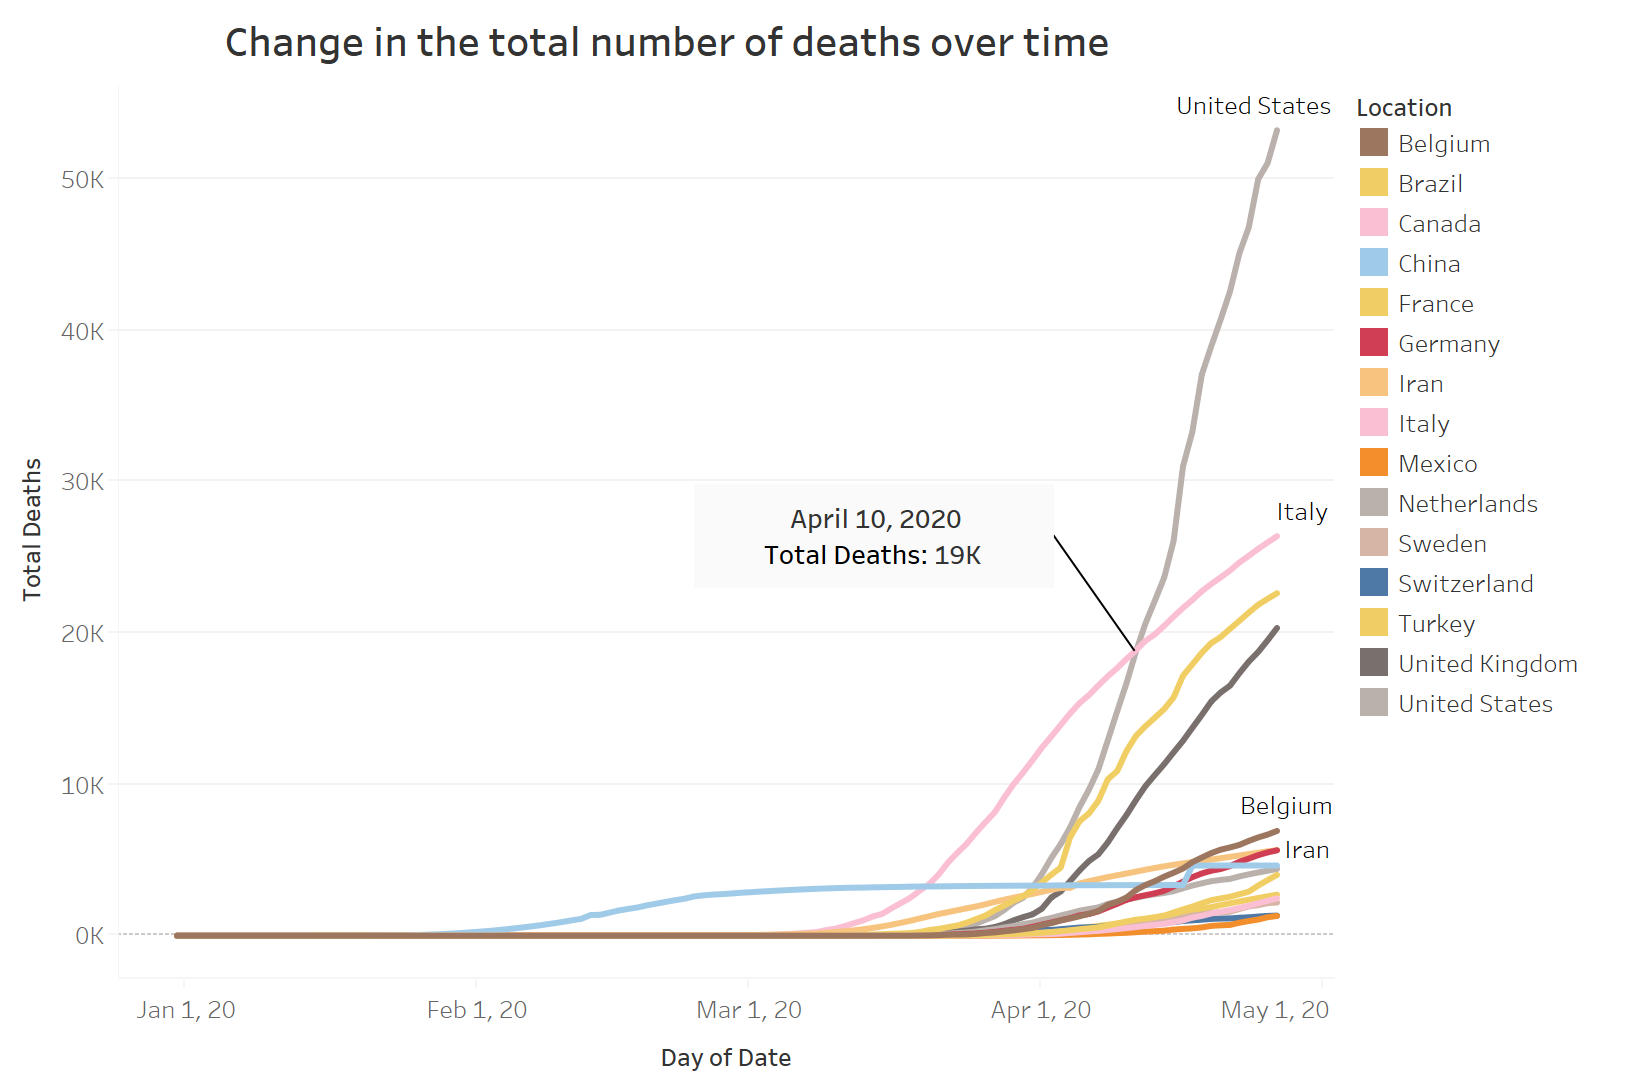 Change in the total number of deaths over time
United States
Location
Belgium
Brazil
Canada
China
France
Germany
Iran
Italy
Mexico
Netherlands
Sweden
Switzerland
Turkey
United Kingdom
United States
50K
40K
30K
20K
10K
0K
Total Deaths
April 10, 2020
Total Deaths: 19K
Italy
Belgium
Iran
Jan 1, 20
Feb 1, 20
Mar 1, 20
Apr 1, 20
May 1, 20
Day of Date